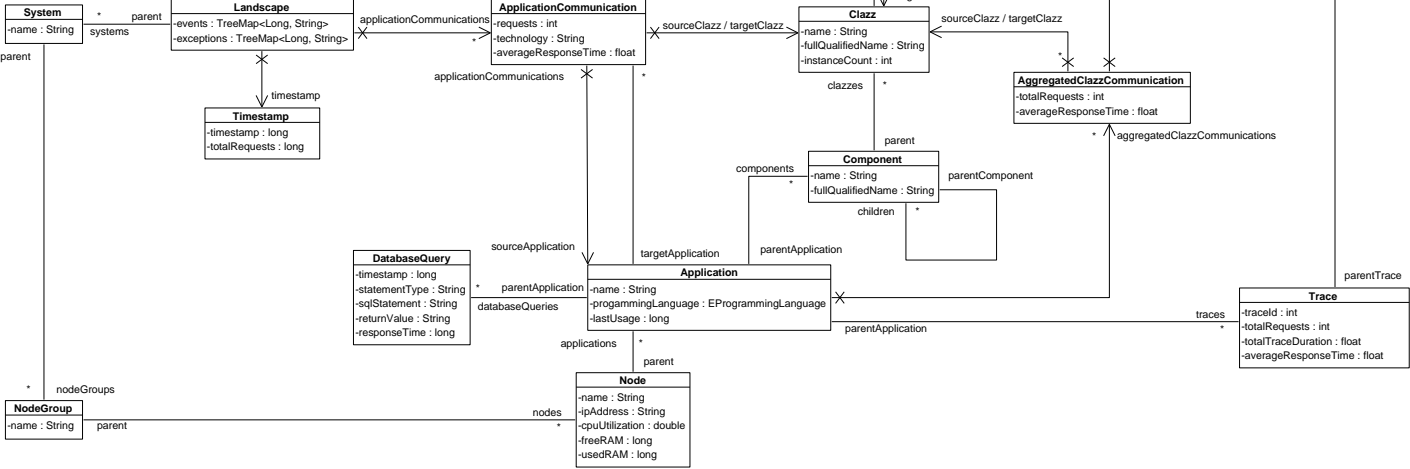 System
-name : String
*
parent
systems
parent
Landscape
-events : TreeMap<Long, String>
-exceptions : TreeMap<Long, String>
applicationCommunications
*
timestamp
Timestamp
-timestamp : long
-totalRequests : long
ApplicationCommunication
-requests : int
-technology : String
-averageResponseTime : float
applicationCommunications
*
sourceClazz / targetClazz
Clazz
-name : String
-fullQualifiedName : String
-instanceCount : int
sourceClazz / targetClazz
*
AggregatedClazzCommunication
-totalRequests : int
-averageResponseTime : float
*
aggregatedClazzCommunications
clazzes
*
parent
Component
-name : String
-fullQualifiedName : String
components
*
parentComponent
children
*
sourceApplication
targetApplication
parentApplication
DatabaseQuery
-timestamp : long
-statementType : String
-sqlStatement : String
-returnValue : String
-responseTime : long
*
parentApplication
databaseQueries
Application
-name : String
-progammingLanguage : EProgrammingLanguage
-lastUsage : long
parentApplication
traces
*
parentTrace
Trace
-traceId : int
-totalRequests : int
-totalTraceDuration : float
-averageResponseTime : float
applications
*
parent
Node
-name : String
-ipAddress : String
-cpuUtilization : double
-freeRAM : long
-usedRAM : long
*
nodeGroups
NodeGroup
-name : String
parent
nodes
*